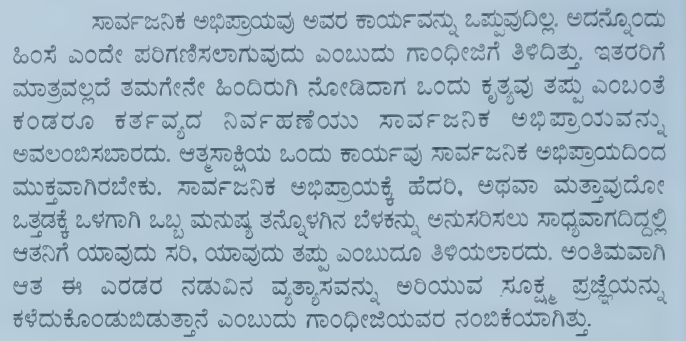 ಸಾರ್ವಜನಿಕ ಅಭಿಪ್ರಾಯವು ಅವರ ಕಾರ್ಯವನ್ನು ಒಪ್ಪುವುದಿಲ್ಲ. ಅದನ್ನೊಂದು
ಹಿಂಸೆ ಎಂದೇ ಪರಿಗಣಿಸಲಾಗುವುದು ಎಂಬುದು ಗಾಂಧೀಜಿಗೆ ತಿಳಿದಿತ್ತು. ಇತರರಿಗೆ
ಮಾತ್ರವಲ್ಲದೆ ತಮಗೇನೇ ಹಿಂದಿರುಗಿ ನೋಡಿದಾಗ ಒಂದು ಕೃತ್ಯವು ತಪ್ಪು ಎಂಬಂತೆ
ಕಂಡರೂ ಕರ್ತವ್ಯದ ನಿರ್ವಹಣೆಯು ಸಾರ್ವಜನಿಕ ಅಭಿಪ್ರಾಯವನ್ನು
ಅವಲಂಬಿಸಬಾರದು. ಆತ್ಮಸಾಕ್ಷಿಯ ಒಂದು ಕಾರ್ಯವು ಸಾರ್ವಜನಿಕ ಅಭಿಪ್ರಾಯದಿಂದ
ಮುಕ್ತವಾಗಿರಬೇಕು. ಸಾರ್ವಜನಿಕ ಅಭಿಪ್ರಾಯಕ್ಕೆ ಹೆದರಿ, ಅಥವಾ ಮತ್ತಾವುದೋ
ಒತ್ತಡಕ್ಕೆ ಒಳಗಾಗಿ ಒಬ್ಬ ಮನುಷ್ಯ ತನ್ನೊಳಗಿನ ಬೆಳಕನ್ನು ಅನುಸರಿಸಲು ಸಾಧ್ಯವಾಗದಿದ್ದಲ್ಲಿ
ಆತನಿಗೆ ಯಾವುದು ಸರಿ, ಯಾವುದು ತಪ್ಪು ಎಂಬುದೂ ತಿಳಿಯಲಾರದು. ಅಂತಿಮವಾಗಿ
ಆತ ಈ ಎರಡರ ನಡುವಿನ ವ್ಯತ್ಯಾಸವನ್ನು ಅರಿಯುವ ಸೂಕ್ಷ್ಮ ಪ್ರಜ್ಞೆಯನ್ನು
ಕಳೆದುಕೊಂಡುಬಿಡುತ್ತಾನೆ ಎಂಬುದು ಗಾಂಧೀಜಿಯವರ ನಂಬಿಕೆಯಾಗಿತ್ತು.